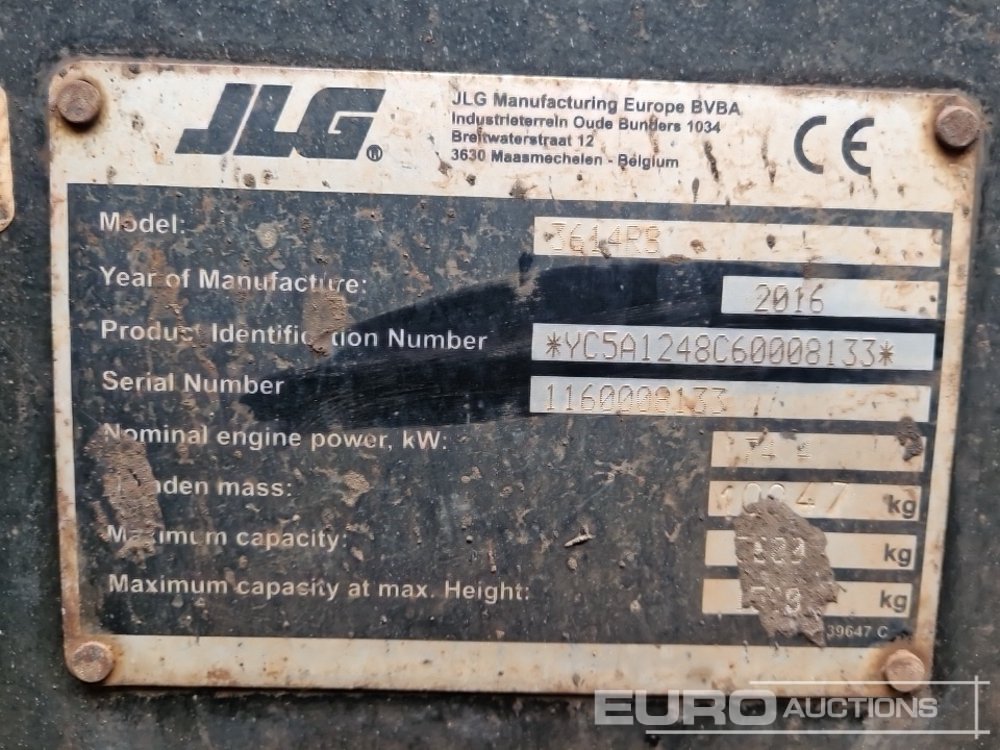 JLG®
JLG Manufacturing Europe BVBA
Industrieterrein Oude Bunders 1034
Breitwaterstraat 12
3630 Maasmechelen - Belgium
CE
Model: 3614RS
Year of Manufacture: 2016
Product Identification Number *YC5A1248C60008133*
Serial Number 1160008133
Nominal engine power, kW:
mass: kg
Maximum capacity: kg
Maximum capacity at max. Height: kg
39647 C
EURO AUCTIONS